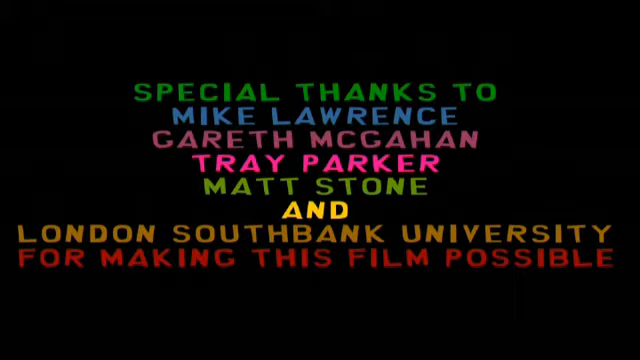 SPECIAL THANKS TO
MIKE LAWRENCE
GARETH MCGAHAN
TRAY PARKER
MATT STONE
AND
LONDON SOUTHBANK UNIVERSITY
FOR MAKING THIS FILM POSSIBLE